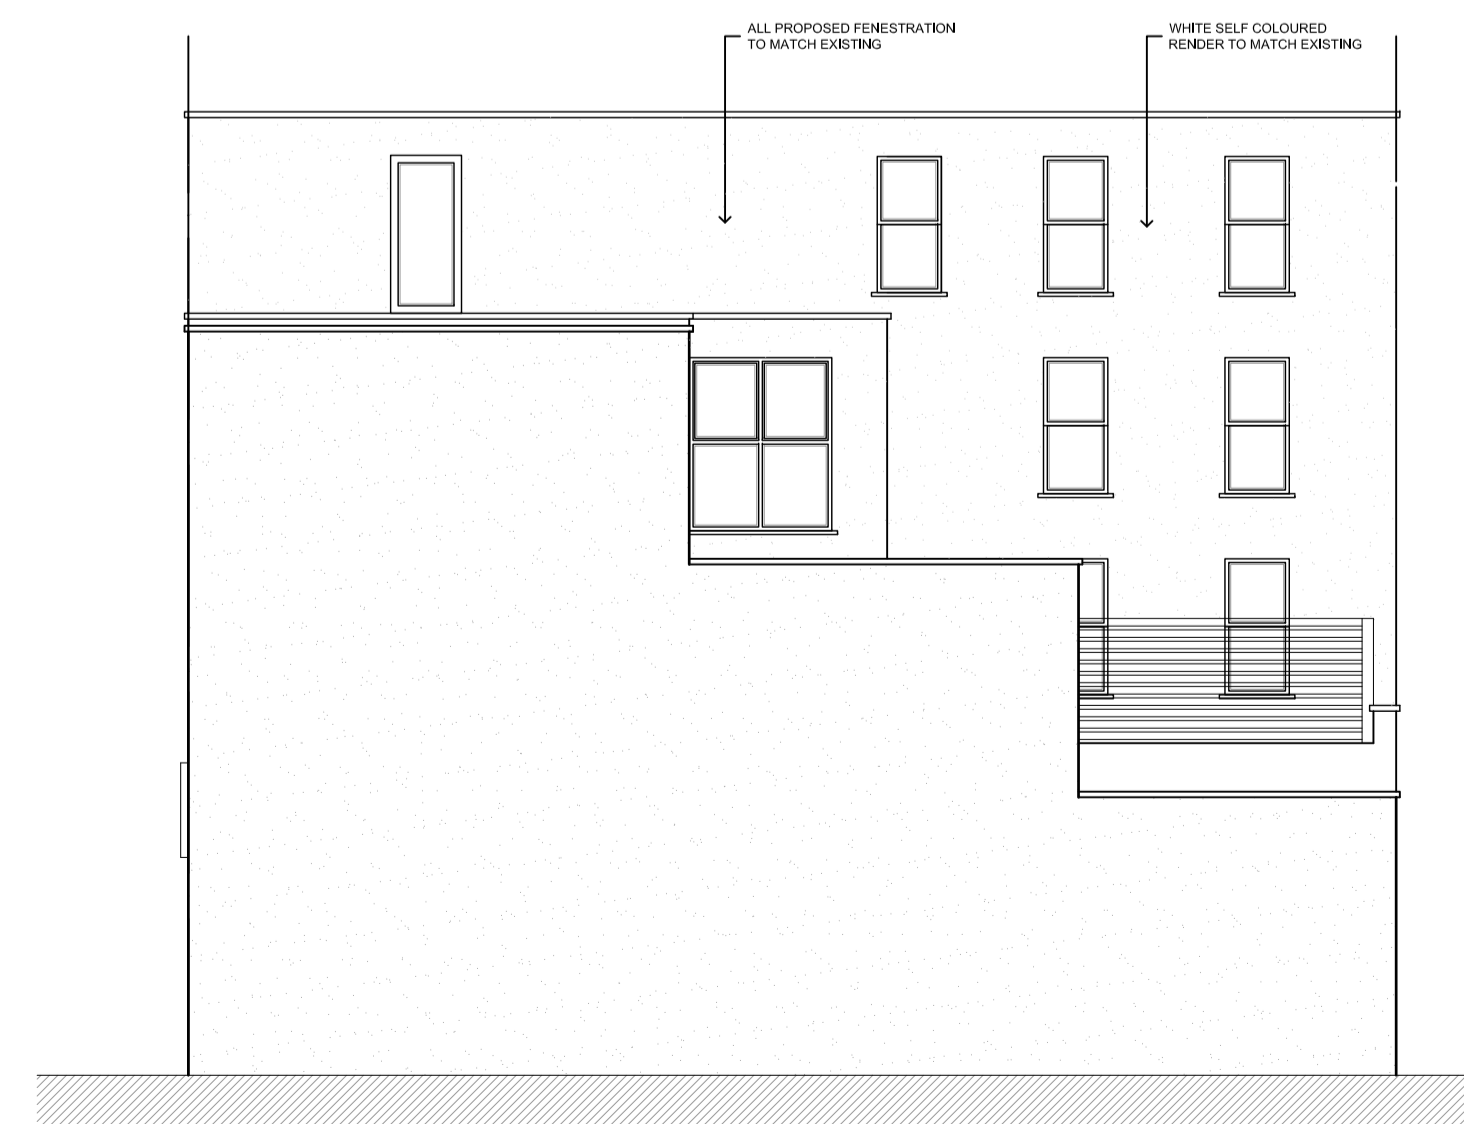 ALL PROPOSED FENESTRATION
TO MATCH EXISTING
WHITE SELF COLOURED
RENDER TO MATCH EXISTING